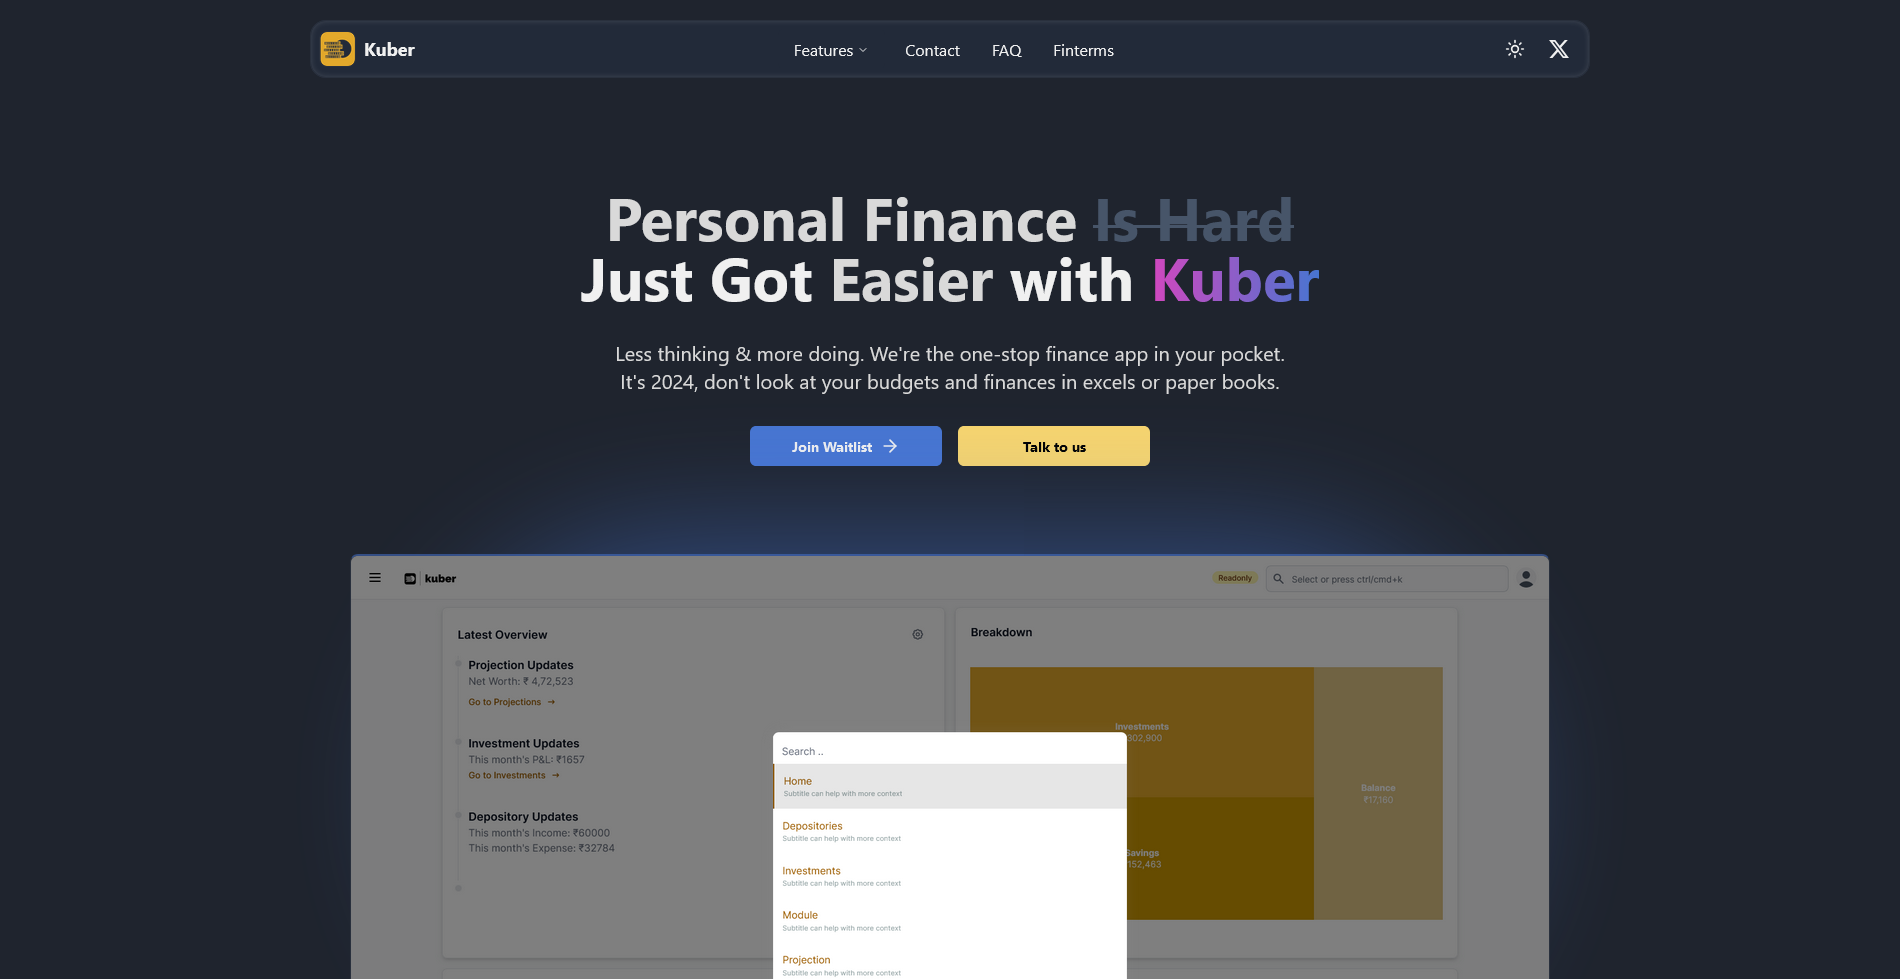 Kuber
Features
Contact
FAQ
Finterms
Personal Finance Is Hard
Just Got Easier with Kuber
Less thinking & more doing. We're the one-stop finance app in your pocket.
It's 2024, don't look at your budgets and finances in excels or paper books.
Join Waitlist
Talk to us
kuber
Readonly
Select or press ctrl/cmd+k
Latest Overview
Projection Updates
Net Worth: ₹ 4,72,523
Go to Projections →
Investment Updates
This month's P&L: ₹1657
Go to Investments →
Depository Updates
This month's Income: ₹60000
This month's Expense: ₹32784
Breakdown
Investments
302,900
Balance
₹17,160
Savings
152,463
Search ..
Home
Subtitle can help with more context
Depositories
Subtitle can help with more context
Investments
Subtitle can help with more context
Module
Subtitle can help with more context
Projection
Subtitle can help with more context